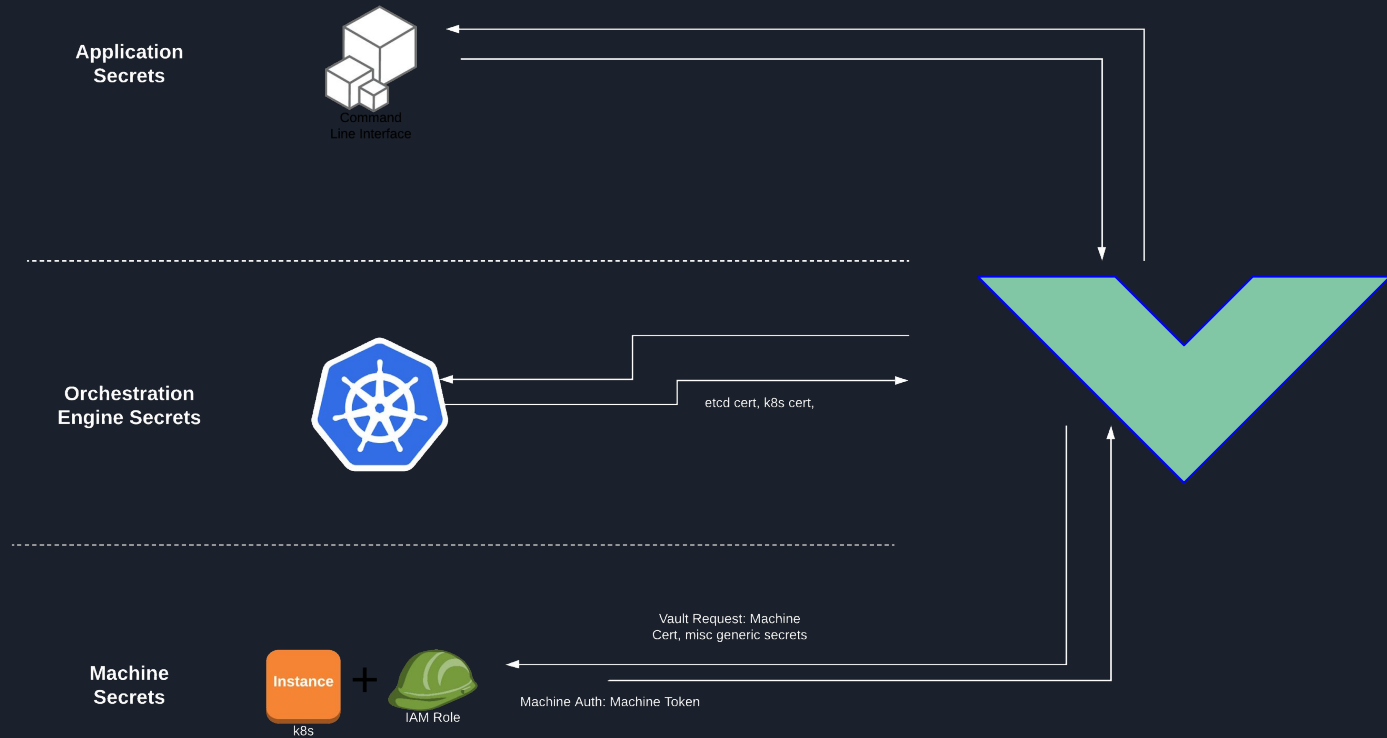 Application
Secrets
Command
Line Interface
Orchestration
Engine Secrets
etcd cert, k8s cert,
Vault Request: Machine
Cert, misc generic secrets
Machine
Secrets
Instance
k8s
IAM Role
Machine Auth: Machine Token